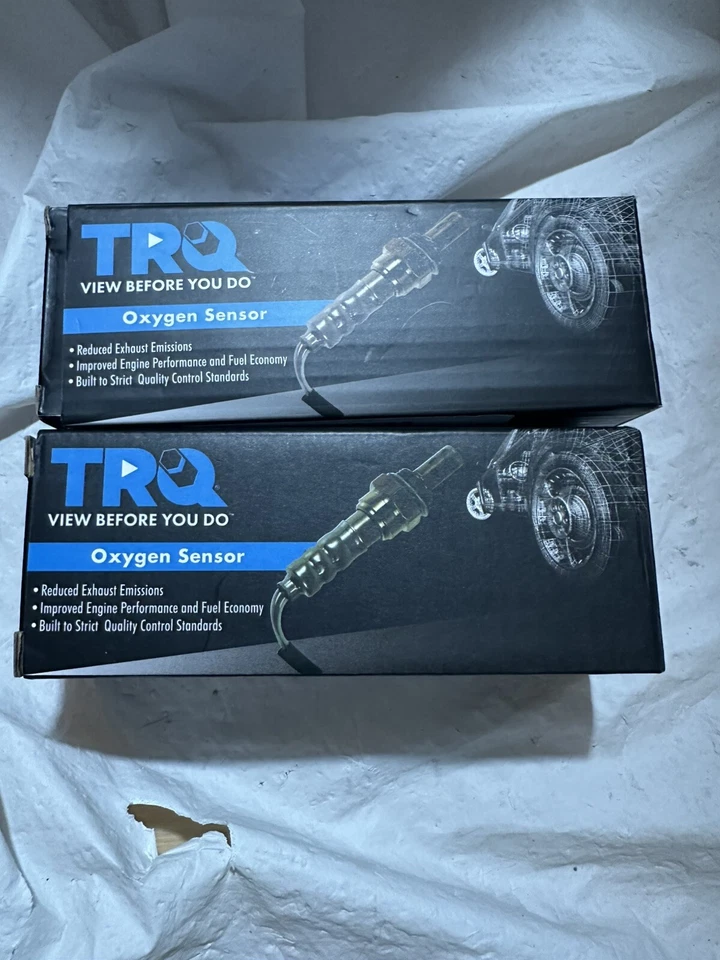 TRQ
VIEW BEFORE YOU DO
Oxygen Sensor
• Reduced Exhaust Emissions
• Improved Engine Performance and Fuel Economy
• Built to Strict Quality Control Standards
TRQ
VIEW BEFORE YOU DO™
Oxygen Sensor
• Reduced Exhaust Emissions
• Improved Engine Performance and Fuel Economy
• Built to Strict Quality Control Standards